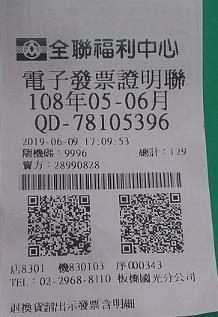 全聯福利中心
電子發票證明聯
108年05-06月
QD-78105396
2019-06-09 17:09:53
隨機碼:9996 總計:129
賣方:28990828
店8301 機830103 序000343
TEL:02-2968-8110 板橋國光分公司
退換貨請出示發票含明細